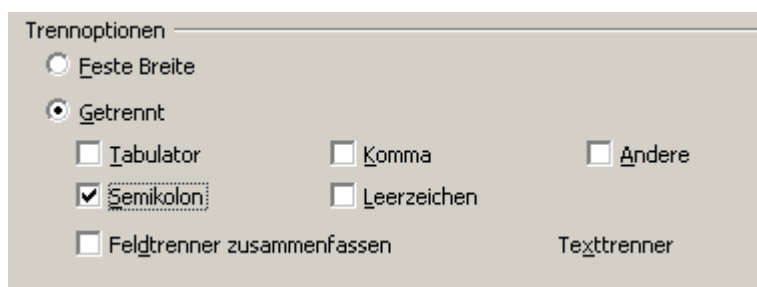 Trennoptionen
Feste Breite
Getrennt
Tabulator Komma Andere
Semikolon Leerzeichen
Feldtrenner zusammenfassen Texttrenner